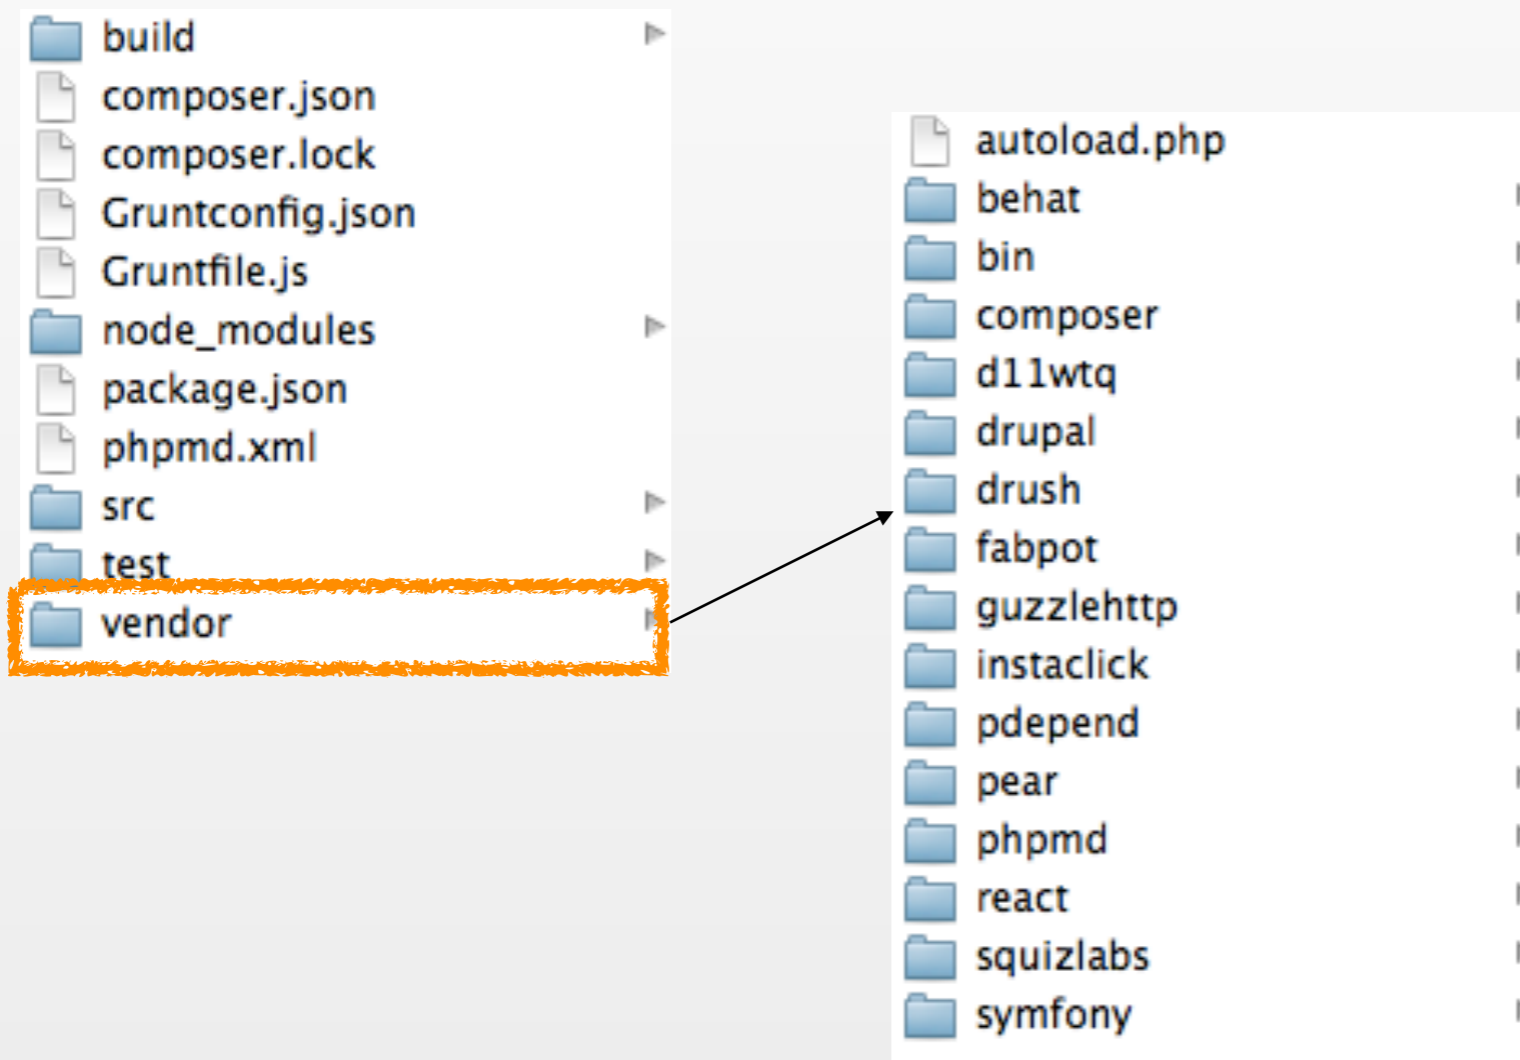 build
composer.json
composer.lock
Gruntconfig.json
Gruntfile.js
node_modules
package.json
phpmd.xml
src
test
vendor
autoload.php
behat
bin
composer
d11wtq
drupal
drush
fabpot
guzzlehttp
instaclick
pdepend
pear
phpmd
react
squizlabs
symfony